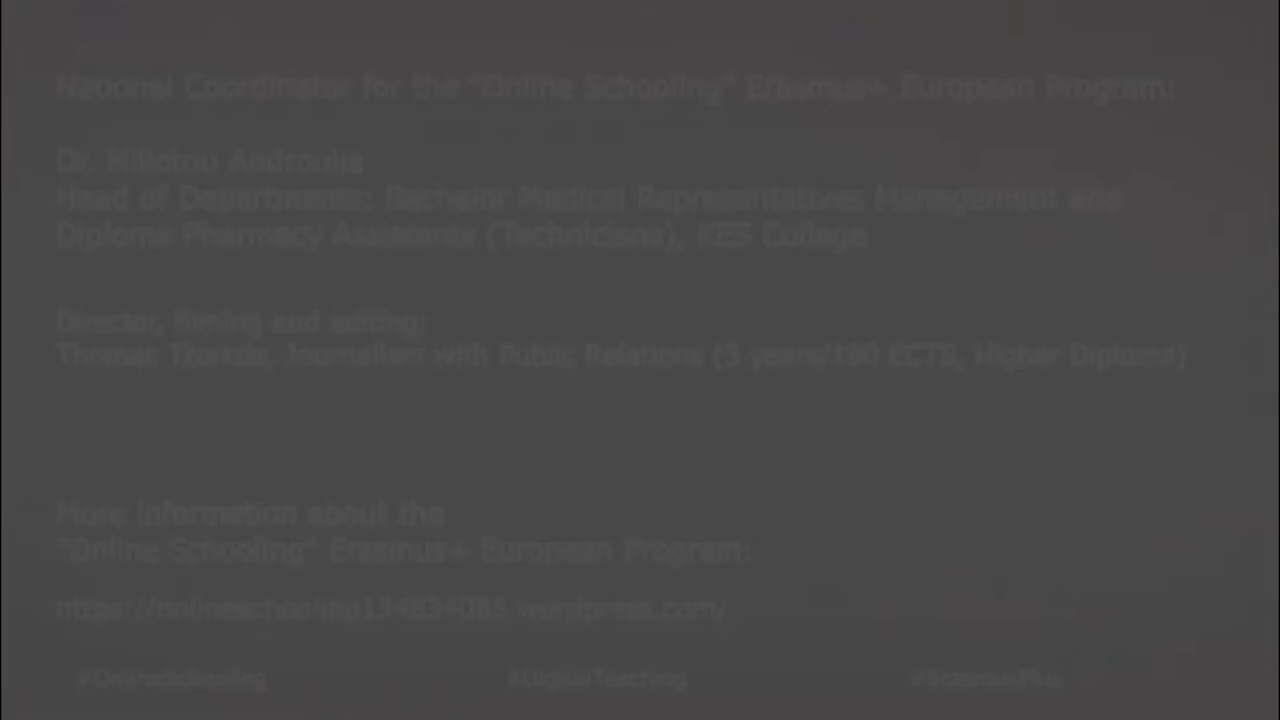 National Coordinator for the "Online Schooling" Erasmus+ European Program:
Dr. Miliotou Androulla
Head of Departments: Bachelor Medical Representatives Management and
Diploma Pharmacy Assistants (Technicians), KES College
Director, filming and editing:
Thomas Journalism with Public Relations (3 years/180 ECTS, Higher Diploma)
More information about the
"Online Schooling" Erasmus+ European Program:
#OnlineSchooling
#DigitalTeaching
#ErasmusPlus